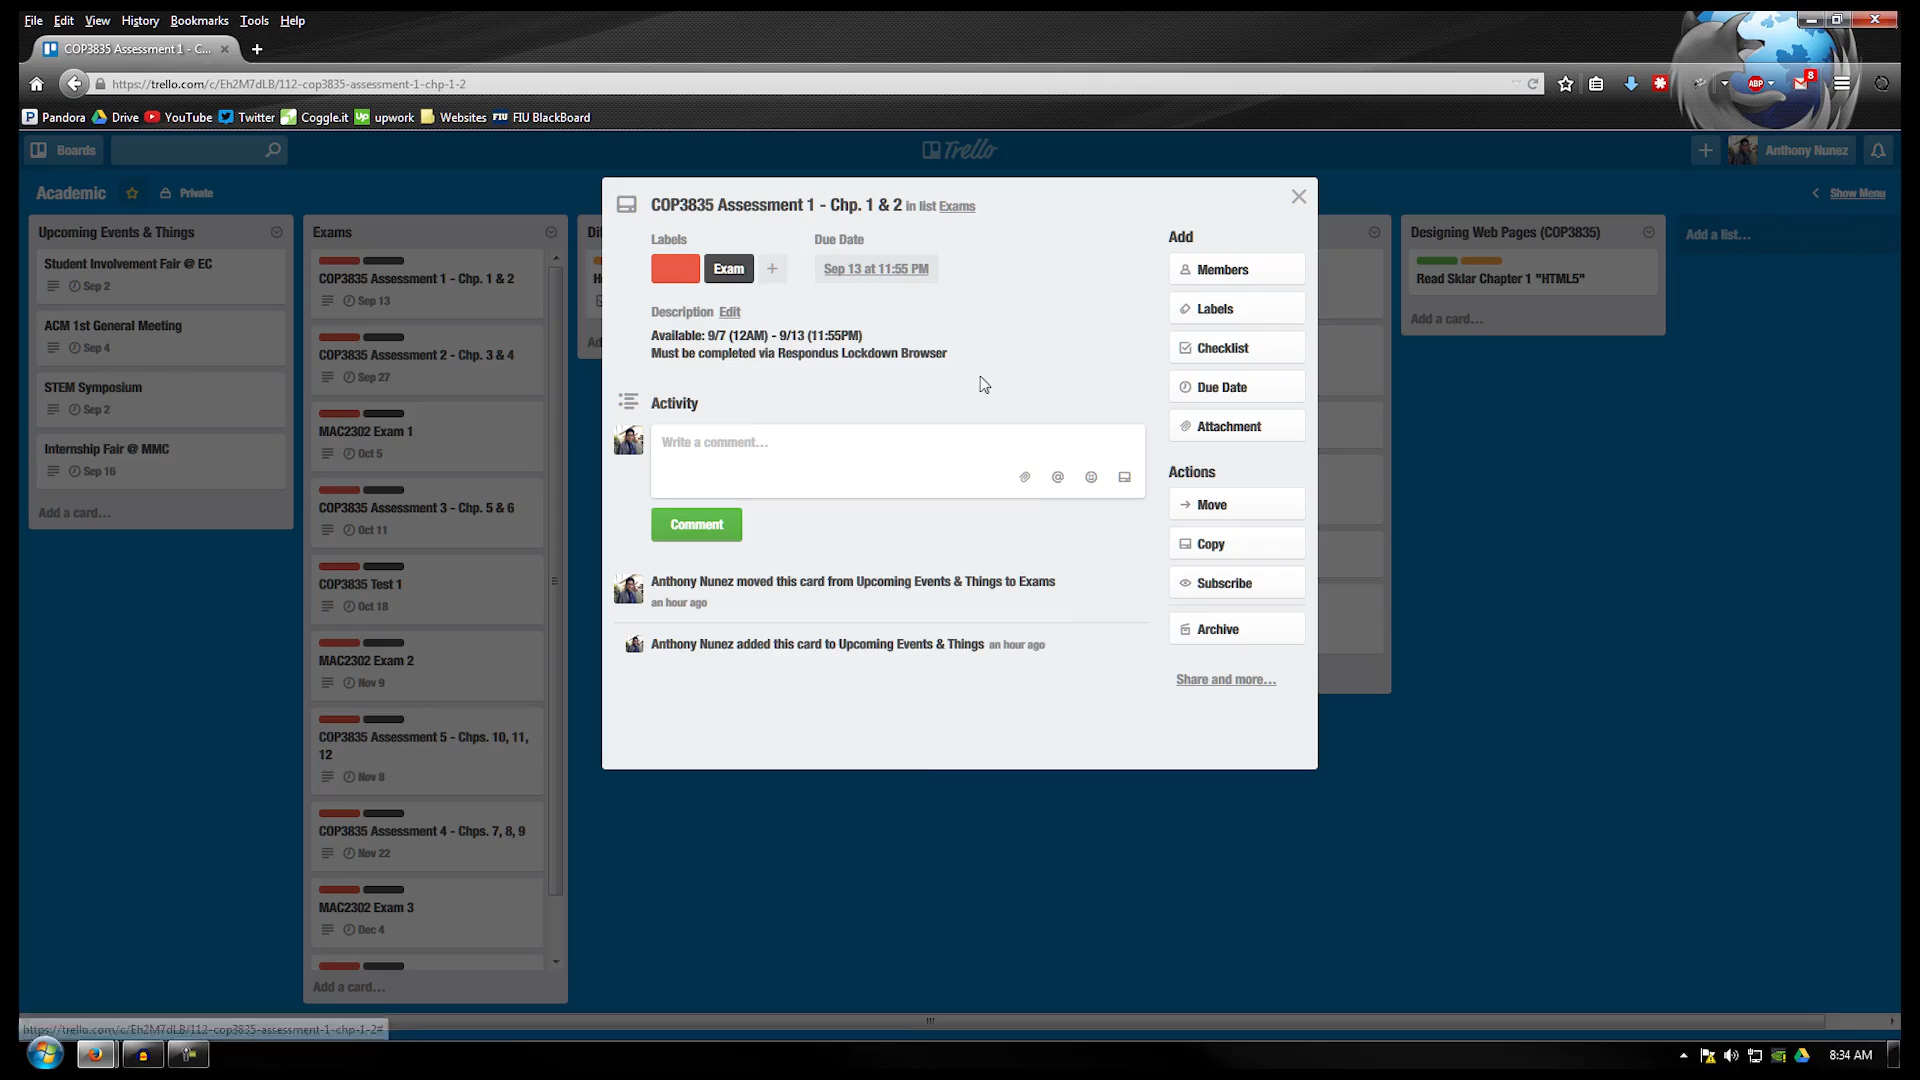 File Edit View History Bookmarks Tools Help
COP3835 Assessment 1 - C...
https://trello.com/c/Eh2M7dLB/112-cop3835-assessment-1-chp-1-2
ABP
8
Pandora Drive YouTube Twitter Coggle.it upwork Websites FIU BlackBoard
Boards
Trello
Anthony Nunez
Academic Private
Show Menu
Upcoming Events & Things
Student Involvement Fair @ EC
Sep 2
ACM 1st General Meeting
Sep 4
STEM Symposium
Sep 2
Internship Fair @ MMC
Sep 16
Add a card...
Exams
COP3835 Assessment 1 - Chp. 1 & 2
Sep 13
COP3835 Assessment 2 - Chp. 3 & 4
Sep 27
MAC2302 Exam 1
Oct 5
COP3835 Assessment 3 - Chp. 5 & 6
Oct 11
COP3835 Test 1
Oct 18
MAC2302 Exam 2
Nov 9
COP3835 Assessment 5 - Chps. 10, 11,
12
Nov 8
COP3835 Assessment 4 - Chps. 7, 8, 9
Nov 22
MAC2302 Exam 3
Dec 4
Add a card...
COP3835 Assessment 1 - Chp. 1 & 2 in list Exams
Labels
Exam
Due Date
Sep 13 at 11:55 PM
Description Edit
Available: 9/7 (12AM) - 9/13 (11:55PM)
Must be completed via Respondus Lockdown Browser
Activity
Write a comment...
Comment
Anthony Nunez moved this card from Upcoming Events & Things to Exams
an hour ago
Anthony Nunez added this card to Upcoming Events & Things an hour ago
Add
Members
Labels
Checklist
Due Date
Attachment
Actions
Move
Copy
Subscribe
Archive
Share and more...
Designing Web Pages (COP3835)
Read Sklar Chapter 1 "HTML5"
Add a card...
Add a list...
https://trello.com/c/Eh2M7dLB/112-cop3835-assessment-1-chp-1-2#
8:34 AM